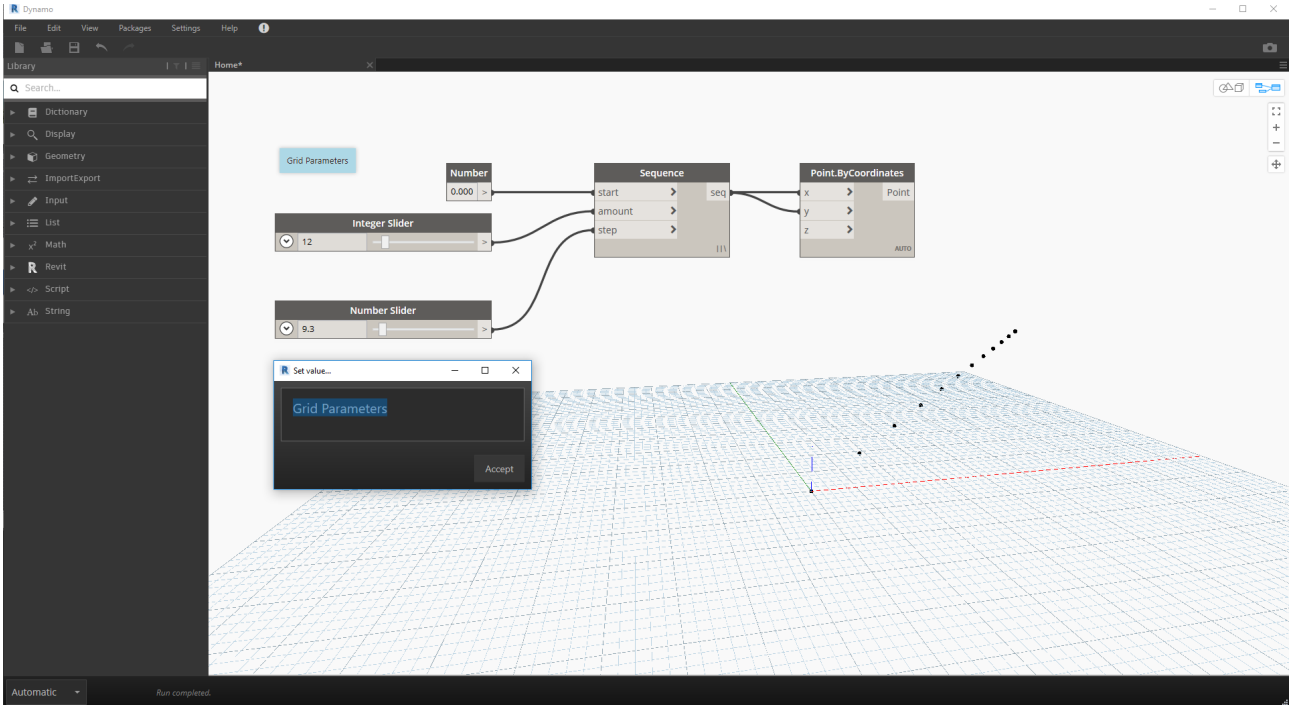 R Dynamo
File Edit View Packages Settings Help !
Library
Home*
Search...
Dictionary
Display
Geometry
ImportExport
Input
List
x² Math
R Revit
</> Script
Ab String
Grid Parameters
Number
0.000 >
Integer Slider
12 >
Number Slider
9.3 >
Sequence
start > seq
amount >
step >
Point.ByCoordinates
x > Point
y >
z >
AUTO
R Set value...
Grid Parameters
Accept
Automatic
Run completed.